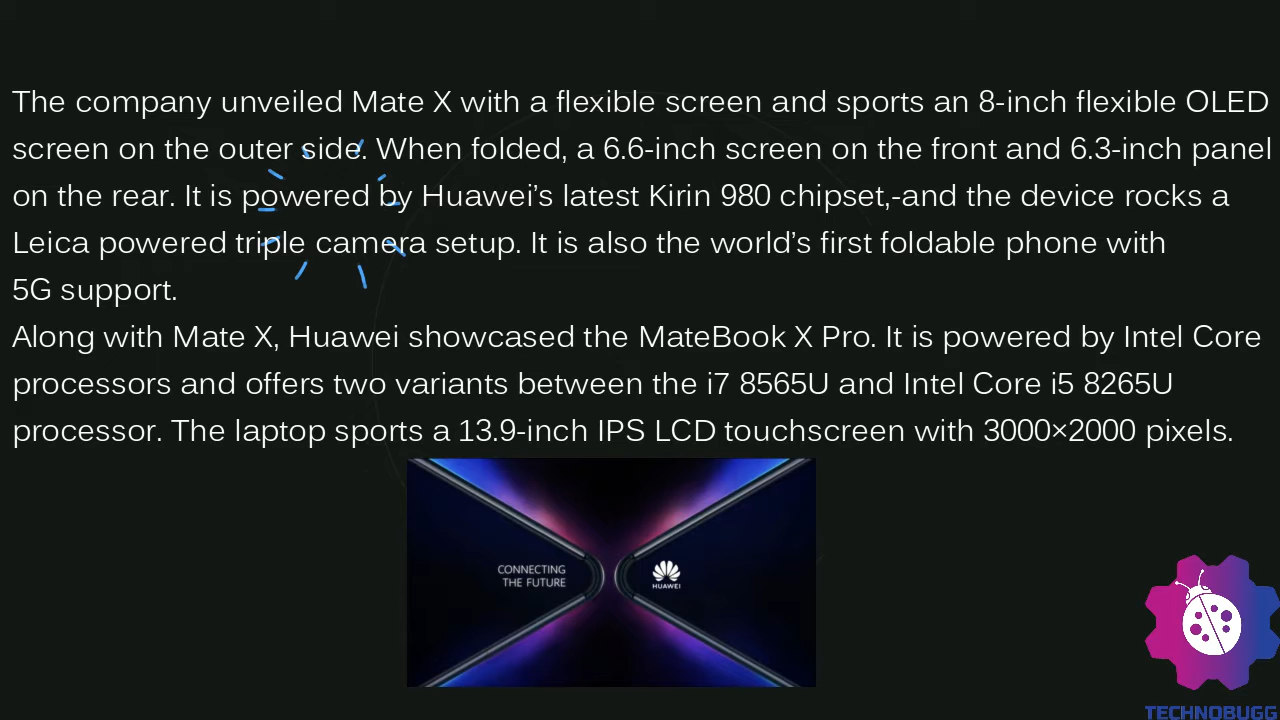 The company unveiled Mate X with a flexible screen and sports an 8-inch flexible OLED
screen on the outer side. When folded, a 6.6-inch screen on the front and 6.3-inch panel
on the rear. It is powered by Huawei’s latest Kirin 980 chipset,-and the device rocks a
Leica powered triple camera setup. It is also the world’s first foldable phone with
5G support.
Along with Mate X, Huawei showcased the MateBook X Pro. It is powered by Intel Core
processors and offers two variants between the i7 8565U and Intel Core i5 8265U
processor. The laptop sports a 13.9-inch IPS LCD touchscreen with 3000×2000 pixels.
CONNECTING
THE FUTURE
HUAWEI
TECHNOBUGG